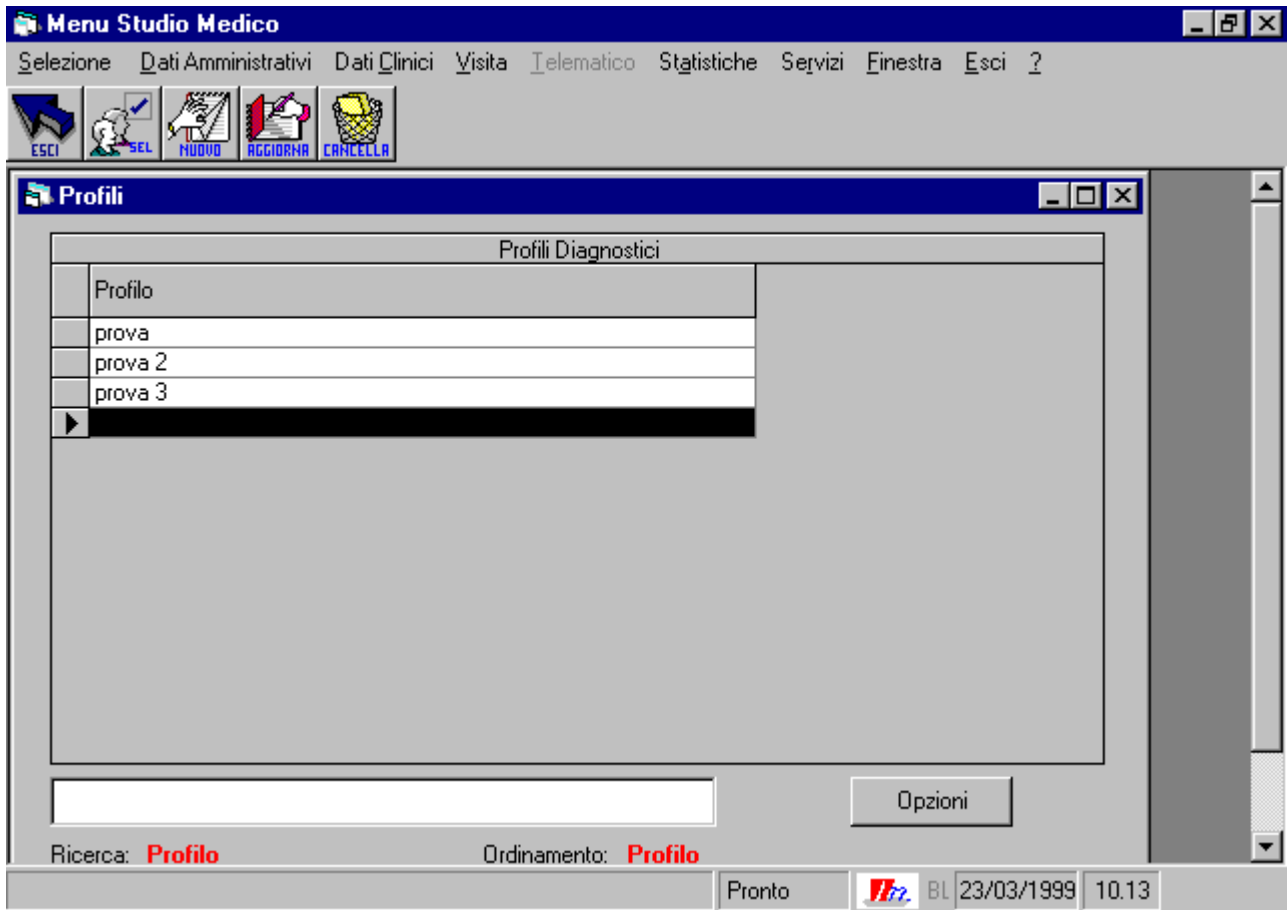 Menu Studio Medico
Selezione Dati Amministrativi Dati Clinici Visita Telematico Statistiche Servizi Finestra Esci ?
ESCI SEL NUOVO AGGIORNA CANCELLA
Profili
Profili Diagnostici
Profilo
prova
prova 2
prova 3
Opzioni
Ricerca: Profilo Ordinamento: Profilo
Pronto BL 23/03/1999 10.13